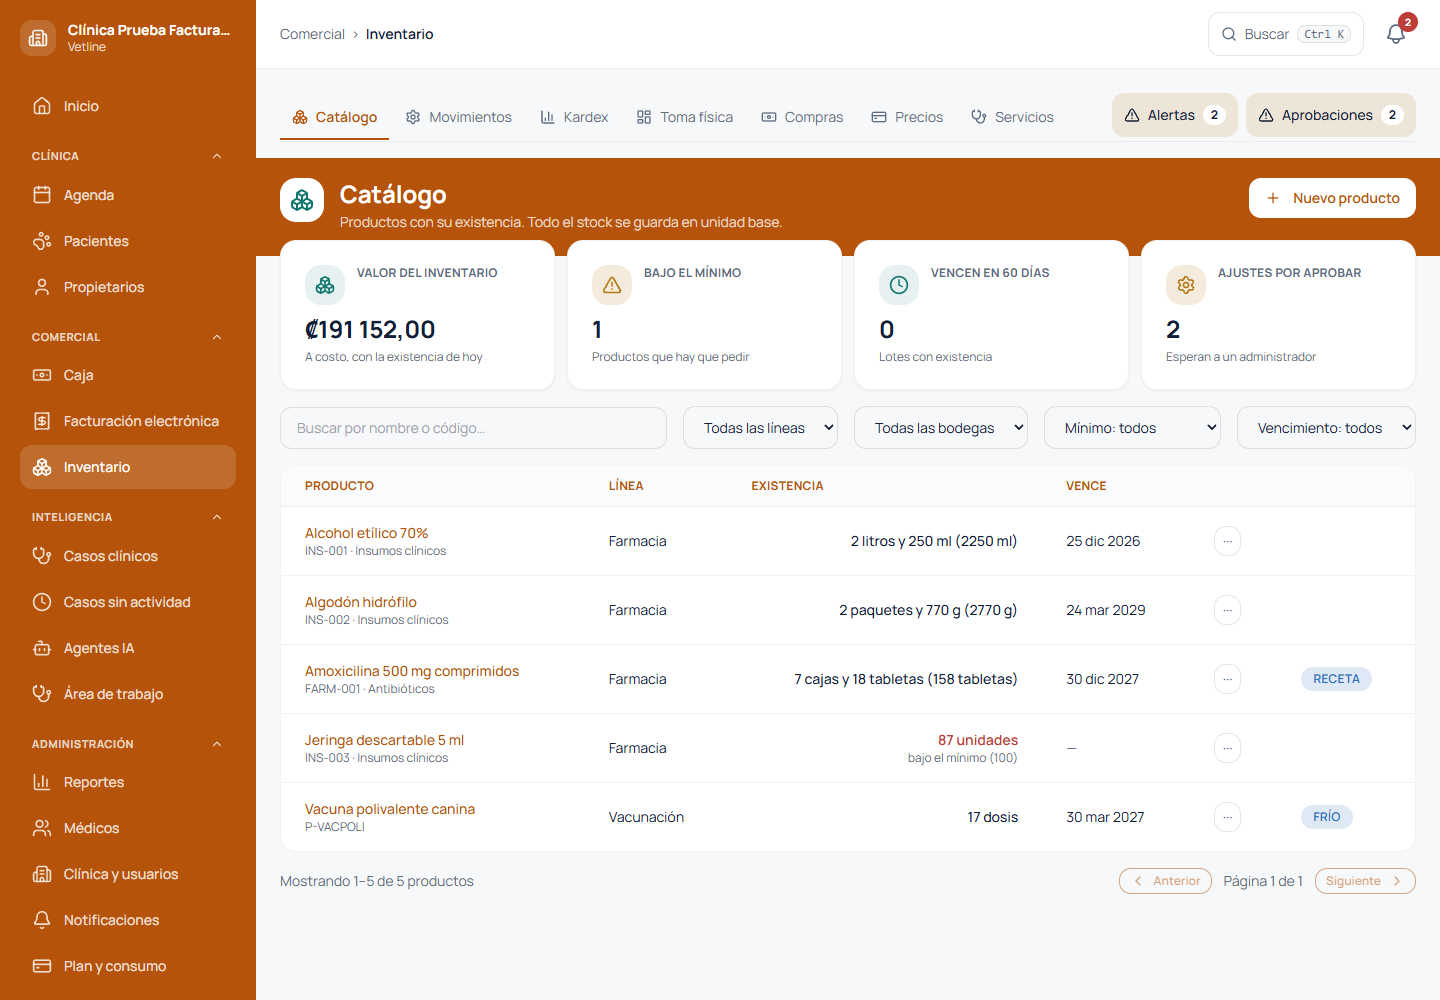 Clínica Prueba Factura...
Vetline
Inicio
CLÍNICA
Agenda
Pacientes
Propietarios
COMERCIAL
Caja
Facturación electrónica
Inventario
INTELIGENCIA
Casos clínicos
Casos sin actividad
Agentes IA
Área de trabajo
ADMINISTRACIÓN
Reportes
Médicos
Clínica y usuarios
Notificaciones
Plan y consumo
Comercial › Inventario
Buscar Ctrl K
2
Catálogo Movimientos Kardex Toma física Compras Precios Servicios
Alertas 2 Aprobaciones 2
Catálogo
Productos con su existencia. Todo el stock se guarda en unidad base.
Nuevo producto
VALOR DEL INVENTARIO
₡191 152,00
A costo, con la existencia de hoy
BAJO EL MÍNIMO
1
Productos que hay que pedir
VENCEN EN 60 DÍAS
0
Lotes con existencia
AJUSTES POR APROBAR
2
Esperan a un administrador
Buscar por nombre o código... Todas las líneas Todas las bodegas Mínimo: todos Vencimiento: todos
PRODUCTO LÍNEA EXISTENCIA VENCE
Alcohol etílico 70%
INS-001 · Insumos clínicos
Farmacia 2 litros y 250 ml (2250 ml) 25 dic 2026 ...
Algodón hidrófilo
INS-002 · Insumos clínicos
Farmacia 2 paquetes y 770 g (2770 g) 24 mar 2029 ...
Amoxicilina 500 mg comprimidos
FARM-001 · Antibióticos
Farmacia 7 cajas y 18 tabletas (158 tabletas) 30 dic 2027 ... RECETA
Jeringa descartable 5 ml
INS-003 · Insumos clínicos
Farmacia 87 unidades
bajo el mínimo (100)
— ...
Vacuna polivalente canina
P-VACPOLI
Vacunación 17 dosis 30 mar 2027 ... FRÍO
Mostrando 1–5 de 5 productos
Anterior Página 1 de 1 Siguiente